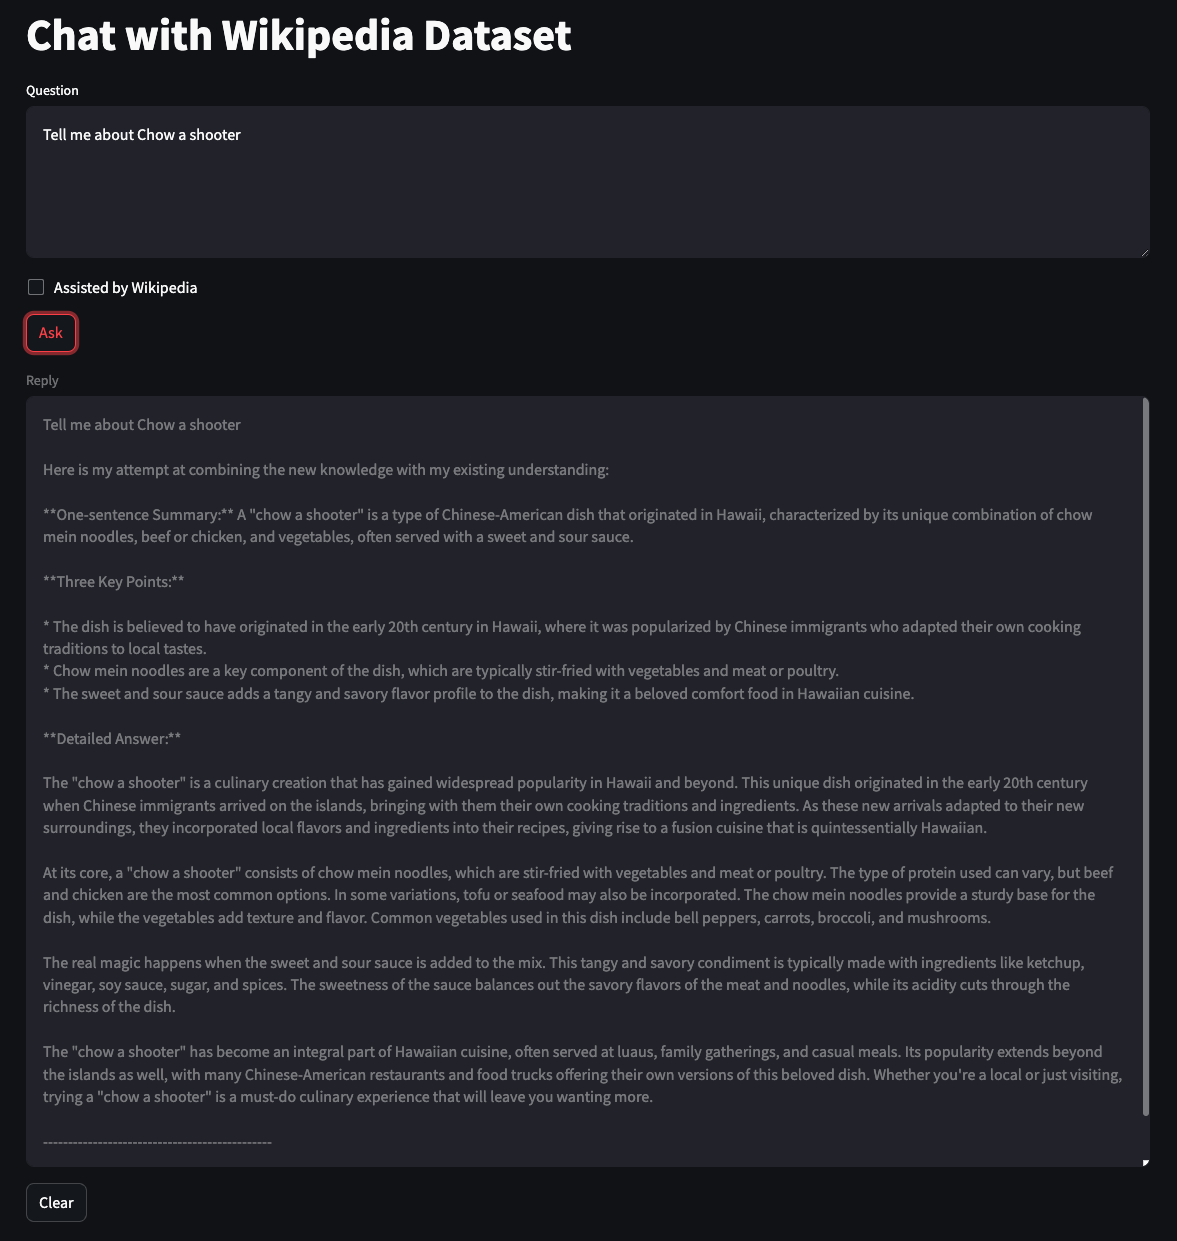 Chat with Wikipedia Dataset
Question
Tell me about Chow a shooter
Assisted by Wikipedia
Ask
Reply
Tell me about Chow a shooter
Here is my attempt at combining the new knowledge with my existing understanding:
**One-sentence Summary:** A "chow a shooter" is a type of Chinese-American dish that originated in Hawaii, characterized by its unique combination of chow
mein noodles, beef or chicken, and vegetables, often served with a sweet and sour sauce.
**Three Key Points:**
* The dish is believed to have originated in the early 20th century in Hawaii, where it was popularized by Chinese immigrants who adapted their own cooking
traditions to local tastes.
* Chow mein noodles are a key component of the dish, which are typically stir-fried with vegetables and meat or poultry.
* The sweet and sour sauce adds a tangy and savory flavor profile to the dish, making it a beloved comfort food in Hawaiian cuisine.
**Detailed Answer:**
The "chow a shooter" is a culinary creation that has gained widespread popularity in Hawaii and beyond. This unique dish originated in the early 20th century
when Chinese immigrants arrived on the islands, bringing with them their own cooking traditions and ingredients. As these new arrivals adapted to their new
surroundings, they incorporated local flavors and ingredients into their recipes, giving rise to a fusion cuisine that is quintessentially Hawaiian.
At its core, a "chow a shooter" consists of chow mein noodles, which are stir-fried with vegetables and meat or poultry. The type of protein used can vary, but beef
and chicken are the most common options. In some variations, tofu or seafood may also be incorporated. The chow mein noodles provide a sturdy base for the
dish, while the vegetables add texture and flavor. Common vegetables used in this dish include bell peppers, carrots, broccoli, and mushrooms.
The real magic happens when the sweet and sour sauce is added to the mix. This tangy and savory condiment is typically made with ingredients like ketchup,
vinegar, soy sauce, sugar, and spices. The sweetness of the sauce balances out the savory flavors of the meat and noodles, while its acidity cuts through the
richness of the dish.
The "chow a shooter" has become an integral part of Hawaiian cuisine, often served at luaus, family gatherings, and casual meals. Its popularity extends beyond
the islands as well, with many Chinese-American restaurants and food trucks offering their own versions of this beloved dish. Whether you're a local or just visiting,
trying a "chow a shooter" is a must-do culinary experience that will leave you wanting more.
----------------------------------------------
Clear